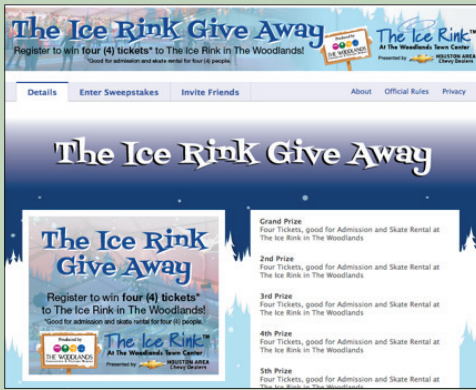 The Ice Rink Give Away
Register to win four (4) tickets* to The Ice Rink in The Woodlands!
*Good for admission and skate rental for four (4) people.
Produced by
THE WOODLANDS
The Ice Rink™
At The Woodlands Town Center
Presented by
HOUSTON AREA
Chevy Dealers
Details
Enter Sweepstakes
Invite Friends
About
Official Rules
Privacy
The Ice Rink Give Away
The Ice Rink
Give Away
Register to win four (4) tickets*
to The Ice Rink in The Woodlands!
*Good for admission and skate rental for four (4) people.
Produced by
THE WOODLANDS
The Ice Rink™
At The Woodlands Town Center
Presented by
HOUSTON AREA
Chevy Dealers
Grand Prize
Four Tickets, good for Admission and Skate Rental at
The Ice Rink in The Woodlands
2nd Prize
Four Tickets, good for Admission and Skate Rental at
The Ice Rink in The Woodlands
3rd Prize
Four Tickets, good for Admission and Skate Rental at
The Ice Rink in The Woodlands
4th Prize
Four Tickets, good for Admission and Skate Rental at
The Ice Rink in The Woodlands
5th Prize
Four Tickets, good for Admission and Skate Rental at
The Ice Rink in The Woodlands